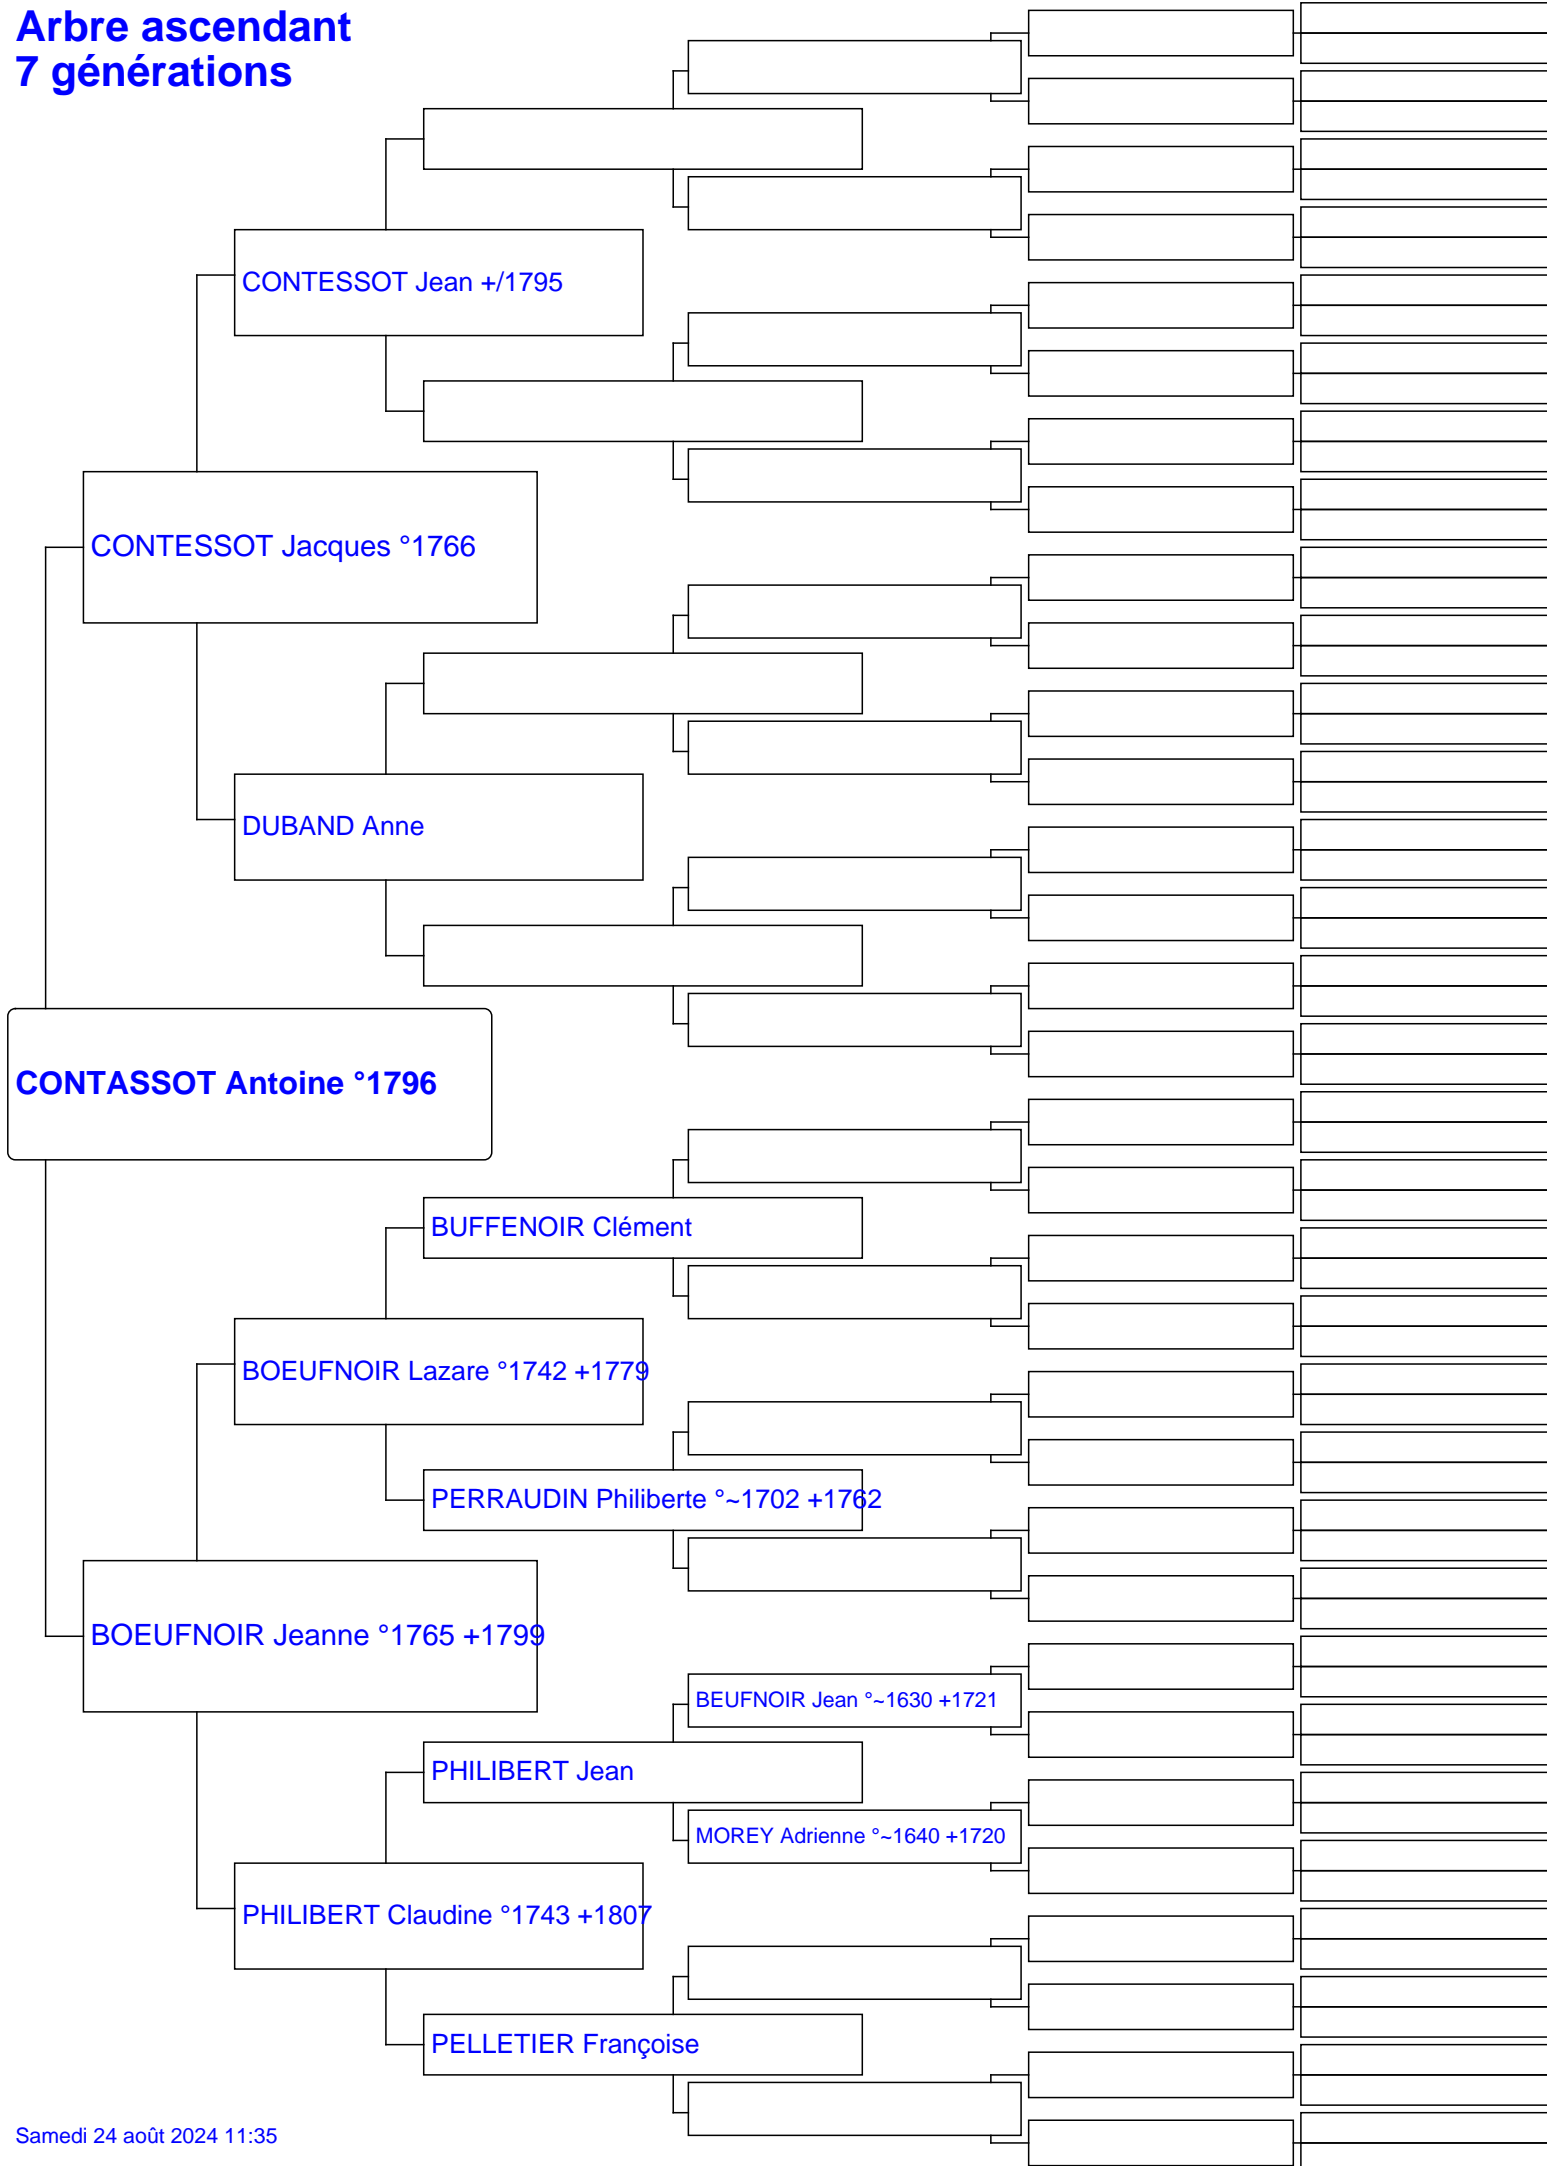 Arbre ascendant
7 générations
CONTESSOT Jean +/1795
CONTESSOT Jacques °1766
DUBAND Anne
CONTASSOT Antoine °1796
BUFFENOIR Clément
BOEUFNOIR Lazare °1742 +1779
PERRAUDIN Philiberte °~1702 +1762
BOEUFNOIR Jeanne °1765 +1799
BEUFNOIR Jean °~1630 +1721
PHILIBERT Jean
MOREY Adrienne °~1640 +1720
PHILIBERT Claudine °1743 +1807
PELLETIER Françoise
Samedi 24 août 2024 11:35